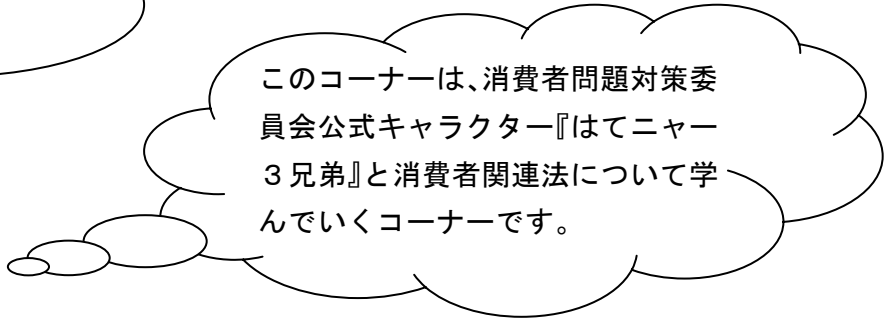 このコーナーは、消費者問題対策委
員会公式キャラクター『はてニャー
３兄弟』と消費者関連法について学
んでいくコーナーです。